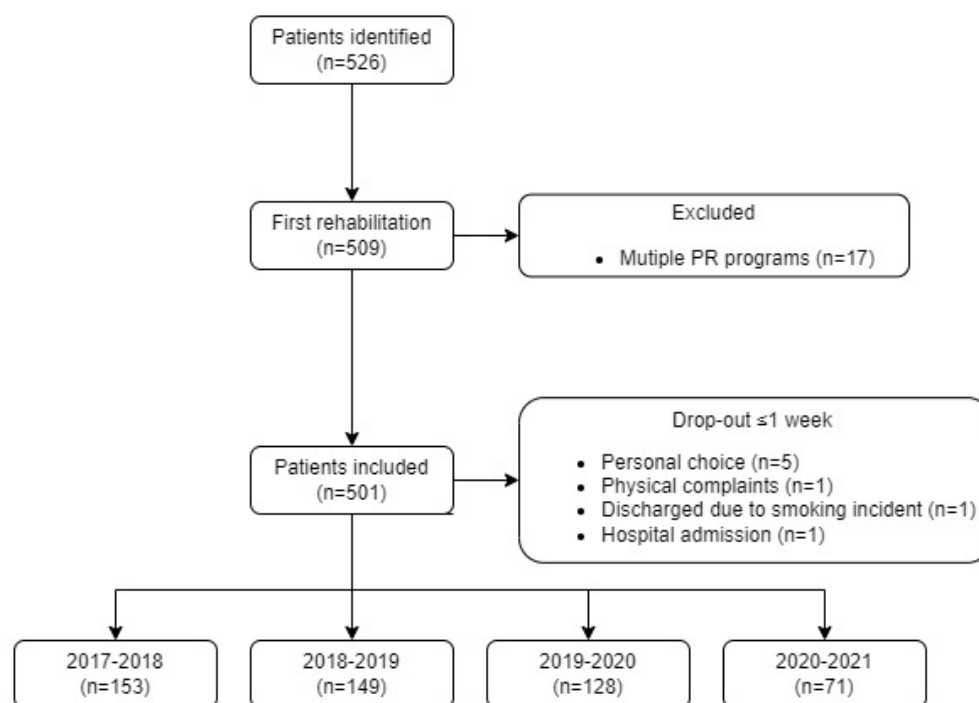 Patients identified
(n=526)
First rehabilitation
(n=509)
Excluded
• Mutiple PR programs (n=17)
Patients included
(n=501)
Drop-out ≤1 week
• Personal choice (n=5)
• Physical complaints (n=1)
• Discharged due to smoking incident (n=1)
• Hospital admission (n=1)
2017-2018
(n=153)
2018-2019
(n=149)
2019-2020
(n=128)
2020-2021
(n=71)